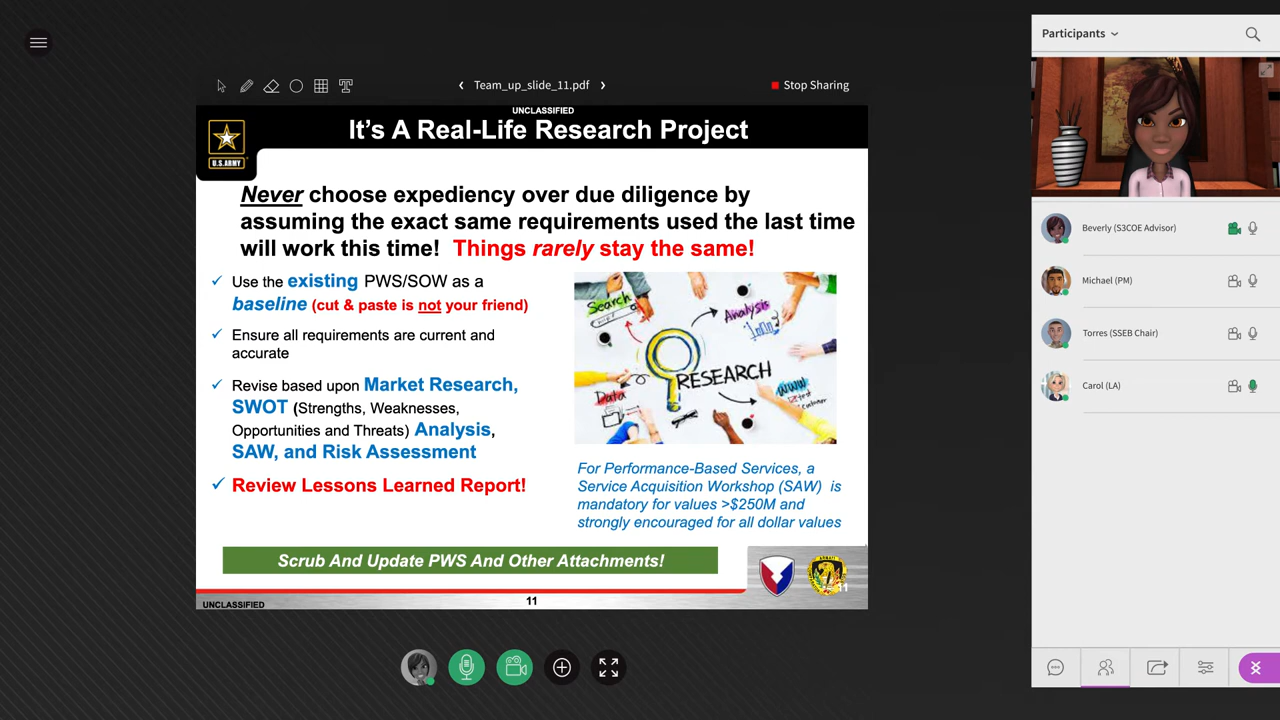 Team_up_slide_11.pdf
Stop Sharing
UNCLASSIFIED
It's A Real-Life Research Project
U.S.ARMY
Never choose expediency over due diligence by
assuming the exact same requirements used the last time
will work this time! Things rarely stay the same!
Use the existing PWS/SOW as a
baseline (cut & paste is not your friend)
Ensure all requirements are current and
accurate
Revise based upon Market Research,
SWOT (Strengths, Weaknesses,
Opportunities and Threats) Analysis,
SAW, and Risk Assessment
Review Lessons Learned Report!
Search
Analysis
RESEARCH
Data
www
test
customer
For Performance-Based Services, a
Service Acquisition Workshop (SAW) is
mandatory for values >$250M and
strongly encouraged for all dollar values
Scrub And Update PWS And Other Attachments!
11
UNCLASSIFIED
11
Participants
Beverly (S3COE Advisor)
Michael (PM)
Torres (SSEB Chair)
Carol (LA)